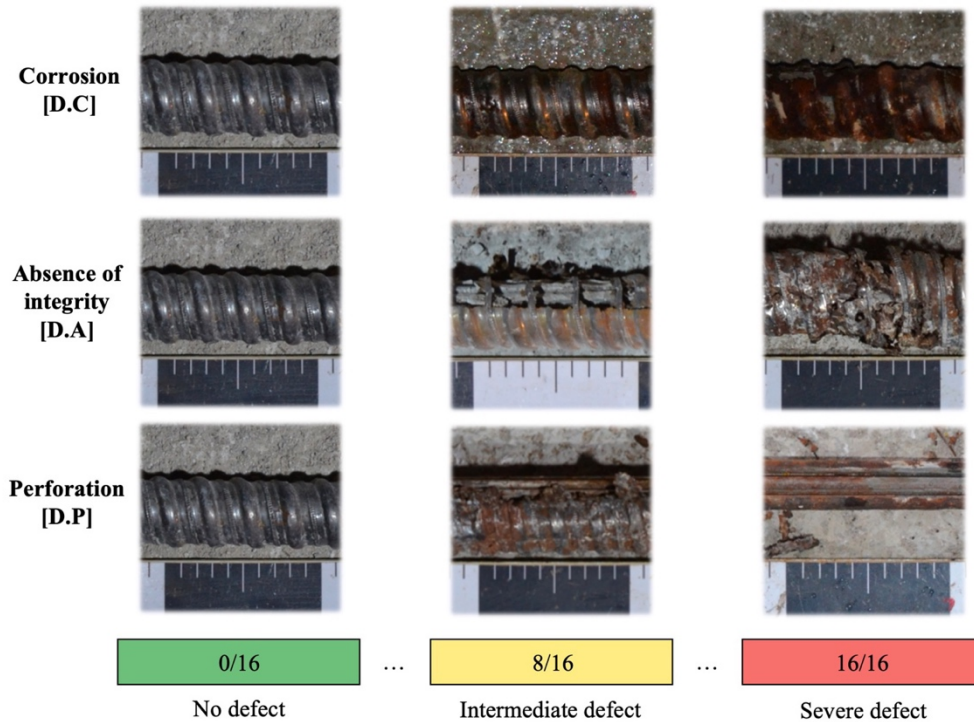 Corrosion
[D.C]
Absence of
integrity
[D.A]
Perforation
[D.P]
0/16
...
8/16
...
16/16
No defect
Intermediate defect
Severe defect